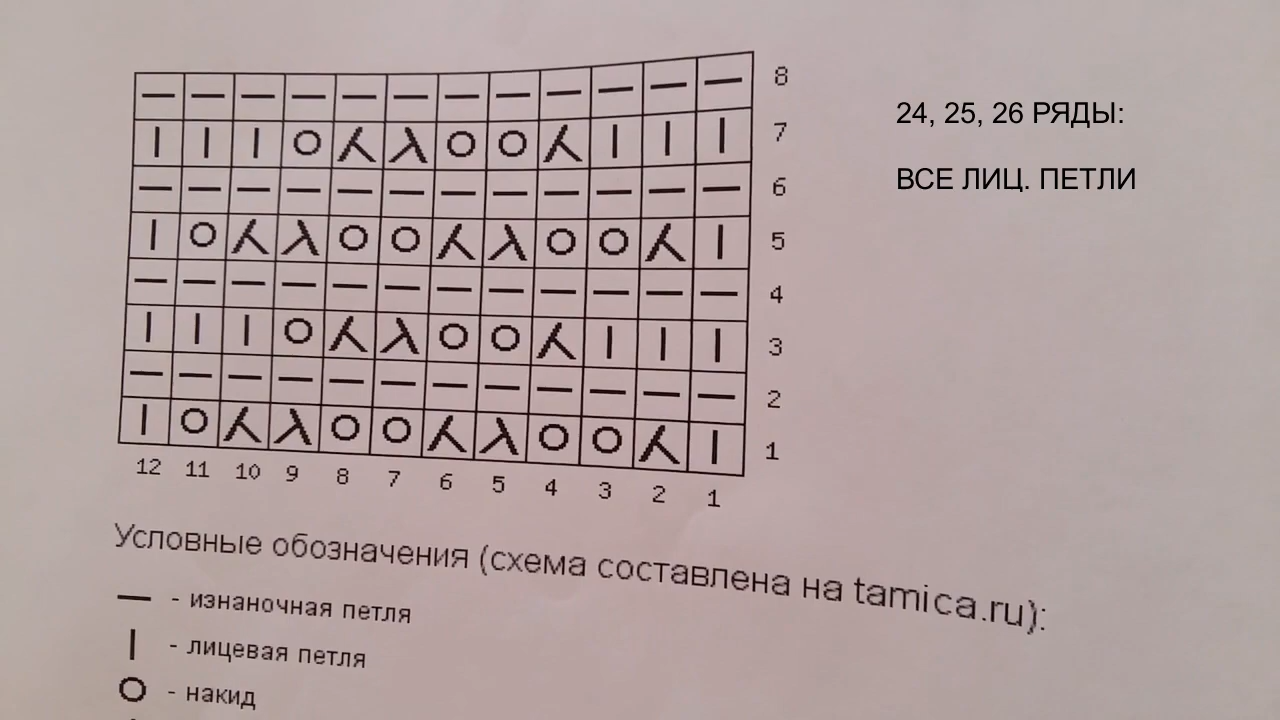 8
24, 25, 26 РЯДЫ:
7
ВСЕ ЛИЦ. ПЕТЛИ
6
5
4
3
2
1
12 11 10 9 8 7 6 5 4 3 2 1
Условные обозначения (схема составлена на tamica.ru):
- изнаночная петля
- лицевая петля
- накид